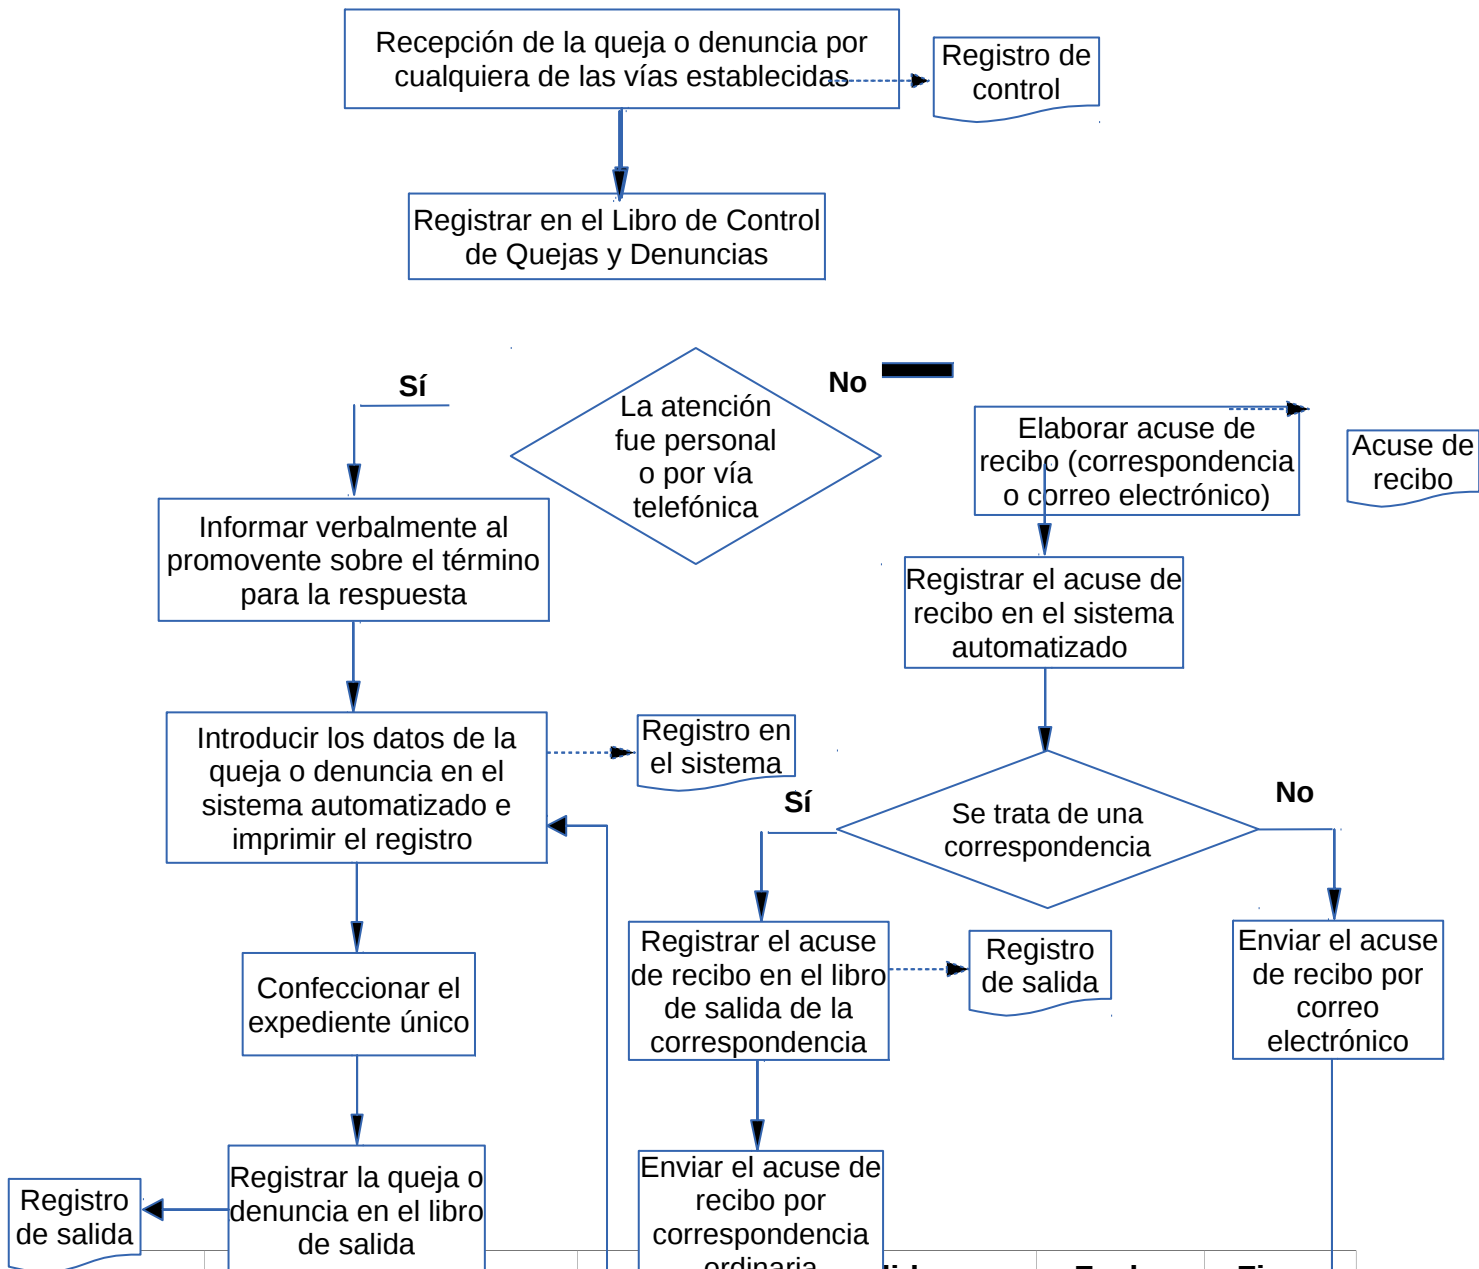 Recepción de la queja o denuncia por
cualquiera de las vías establecidas
Registro de
control
Registrar en el Libro de Control
de Quejas y Denuncias
Sí
La atención
fue personal
o por vía
telefónica
No
Elaborar acuse de
recibo (correspondencia
o correo electrónico)
Acuse de
recibo
Informar verbalmente al
promovente sobre el término
para la respuesta
Registrar el acuse de
recibo en el sistema
automatizado
Introducir los datos de la
queja o denuncia en el
sistema automatizado e
imprimir el registro
Registro en
el sistema
Sí
Se trata de una
correspondencia
No
Registrar el acuse
de recibo en el libro
de salida de la
correspondencia
Registro
de salida
Enviar el acuse
de recibo por
correo
electrónico
Confeccionar el
expediente único
Registrar la queja o
denuncia en el libro
de salida
Registro
de salida
Enviar el acuse de
recibo por
correspondencia
ordinaria